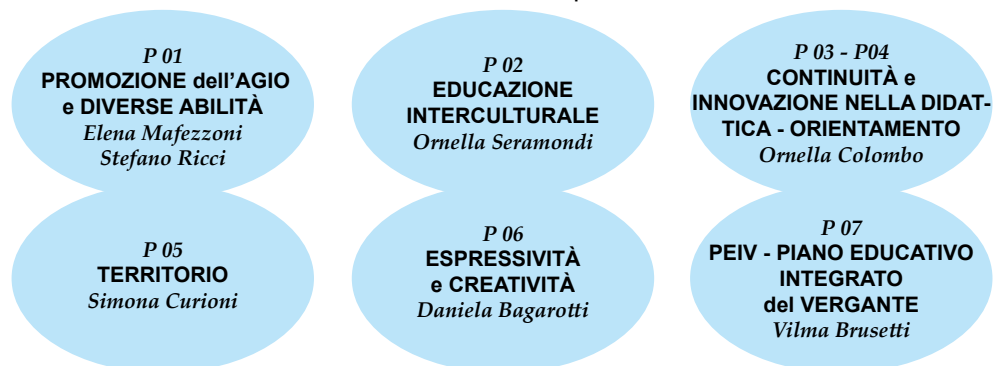 P 01
PROMOZIONE dell'AGIO
e DIVERSE ABILITÀ
Elena Mafezzoni
Stefano Ricci
P 02
EDUCAZIONE
INTERCULTURALE
Ornella Seramondi
P 03 - P04
CONTINUITÀ e
INNOVAZIONE NELLA DIDAT-
TICA - ORIENTAMENTO
Ornella Colombo
P 05
TERRITORIO
Simona Curioni
P 06
ESPRESSIVITÀ
e CREATIVITÀ
Daniela Bagarotti
P 07
PEIV - PIANO EDUCATIVO
INTEGRATO
del VERGANTE
Vilma Brusetti